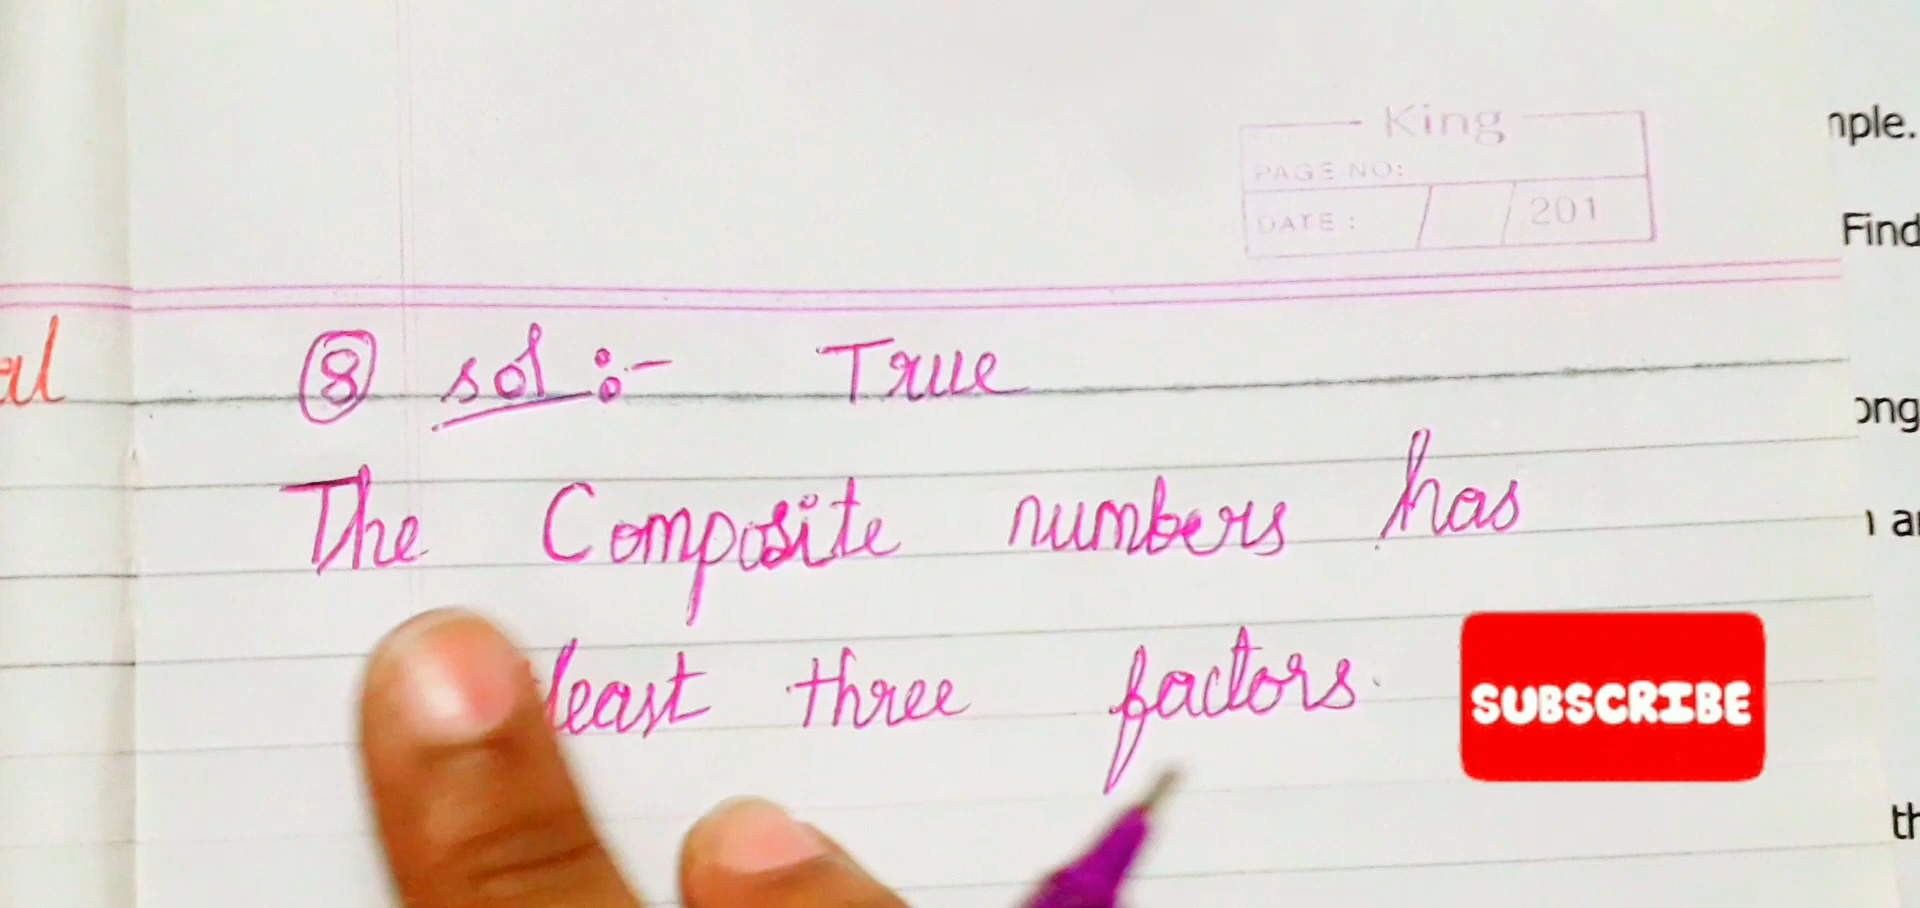 King
PAGE NO:
DATE : / / 201
nple.
Find
al
⑧ sol :- True
ong
The Composite numbers has
least three factors.
SUBSCRIBE